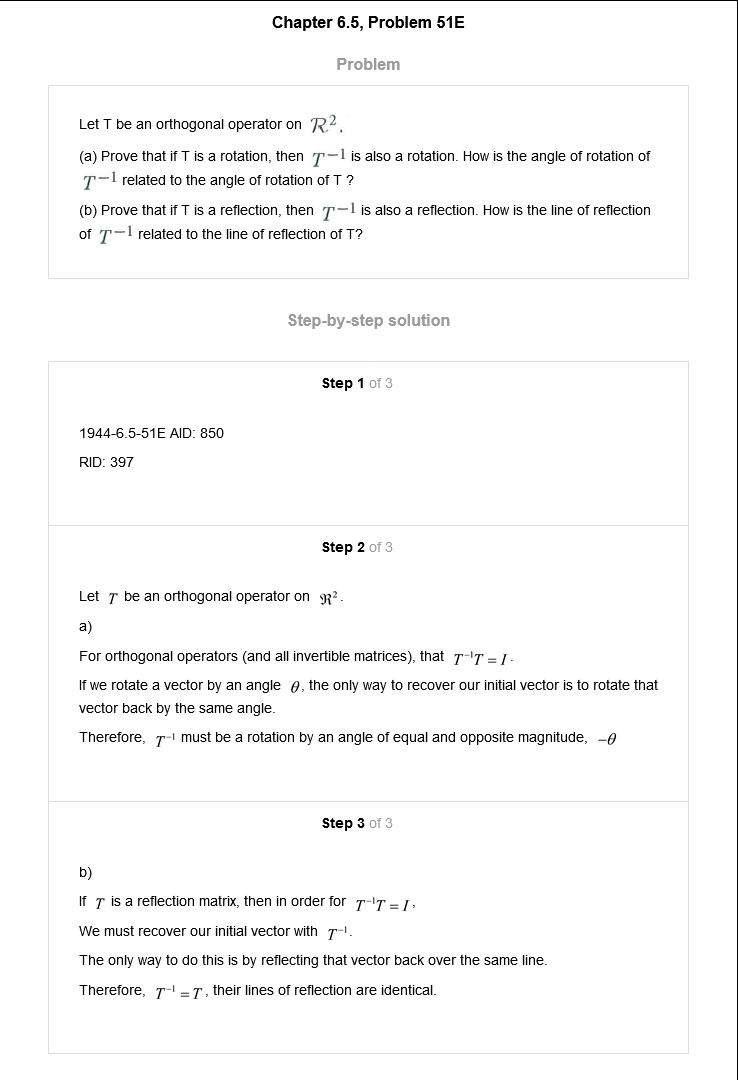 Chapter 6.5, Problem 51E
Problem
Let T be an orthogonal operator on ℛ².
(a) Prove that if T is a rotation, then T⁻¹ is also a rotation. How is the angle of rotation of
T⁻¹ related to the angle of rotation of T ?
(b) Prove that if T is a reflection, then T⁻¹ is also a reflection. How is the line of reflection
of T⁻¹ related to the line of reflection of T?
Step-by-step solution
Step 1 of 3
1944-6.5-51E AID: 850
RID: 397
Step 2 of 3
Let T be an orthogonal operator on ℜ².
a)
For orthogonal operators (and all invertible matrices), that T⁻¹T = I.
If we rotate a vector by an angle θ, the only way to recover our initial vector is to rotate that
vector back by the same angle.
Therefore, T⁻¹ must be a rotation by an angle of equal and opposite magnitude, −θ
Step 3 of 3
b)
If T is a reflection matrix, then in order for T⁻¹T = I,
We must recover our initial vector with T⁻¹.
The only way to do this is by reflecting that vector back over the same line.
Therefore, T⁻¹ = T, their lines of reflection are identical.